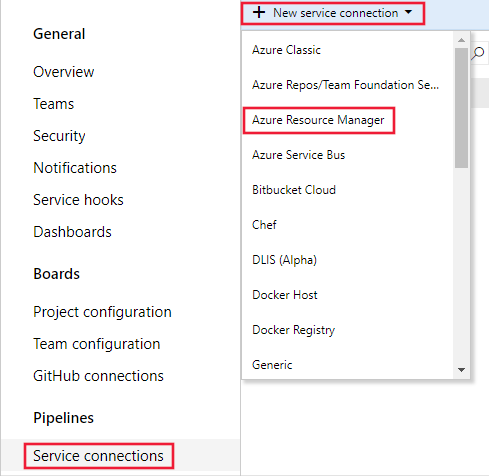 General
Overview
Teams
Security
Notifications
Service hooks
Dashboards
Boards
Project configuration
Team configuration
GitHub connections
Pipelines
Service connections
+ New service connection
Azure Classic
Azure Repos/Team Foundation Se...
Azure Resource Manager
Azure Service Bus
Bitbucket Cloud
Chef
DLIS (Alpha)
Docker Host
Docker Registry
Generic